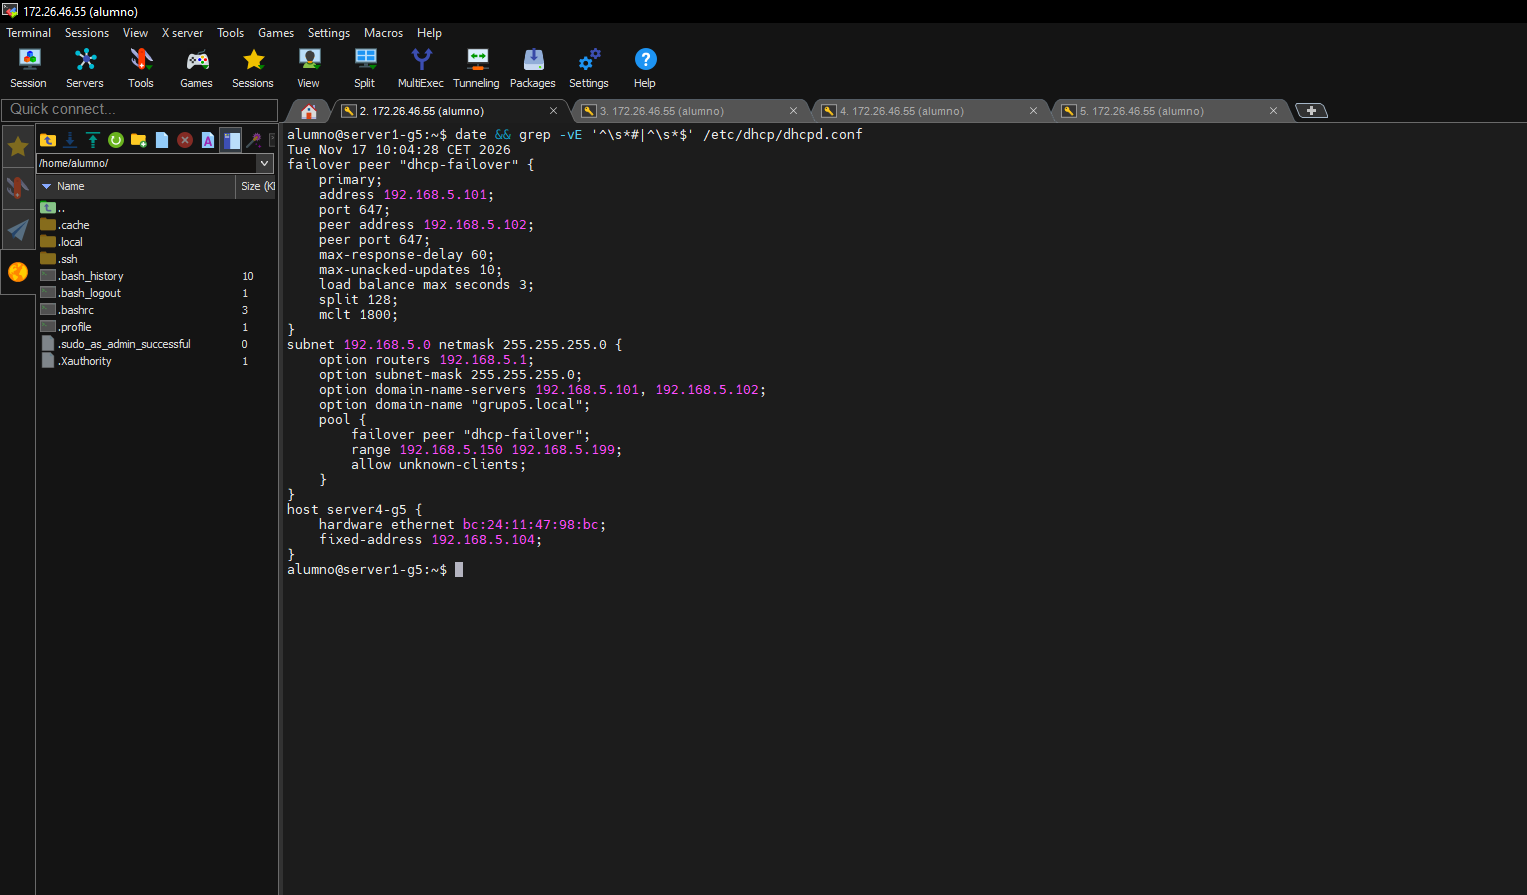 172.26.46.55 (alumno)
Terminal Sessions View X server Tools Games Settings Macros Help
Session Servers Tools Games Sessions View Split MultiExec Tunneling Packages Settings Help
Quick connect...
2. 172.26.46.55 (alumno)
3. 172.26.46.55 (alumno)
4. 172.26.46.55 (alumno)
5. 172.26.46.55 (alumno)
/home/alumno/
Name Size (K
..
.cache
.local
.ssh
.bash_history 10
.bash_logout 1
.bashrc 3
.profile 1
.sudo_as_admin_successful 0
.Xauthority 1
alumno@server1-g5:~$ date && grep -vE '^\s*#|^\s*$' /etc/dhcp/dhcpd.conf
Tue Nov 17 10:04:28 CET 2026
failover peer "dhcp-failover" {
    primary;
    address 192.168.5.101;
    port 647;
    peer address 192.168.5.102;
    peer port 647;
    max-response-delay 60;
    max-unacked-updates 10;
    load balance max seconds 3;
    split 128;
    mclt 1800;
}
subnet 192.168.5.0 netmask 255.255.255.0 {
    option routers 192.168.5.1;
    option subnet-mask 255.255.255.0;
    option domain-name-servers 192.168.5.101, 192.168.5.102;
    option domain-name "grupo5.local";
    pool {
        failover peer "dhcp-failover";
        range 192.168.5.150 192.168.5.199;
        allow unknown-clients;
    }
}
host server4-g5 {
    hardware ethernet bc:24:11:47:98:bc;
    fixed-address 192.168.5.104;
}
alumno@server1-g5:~$